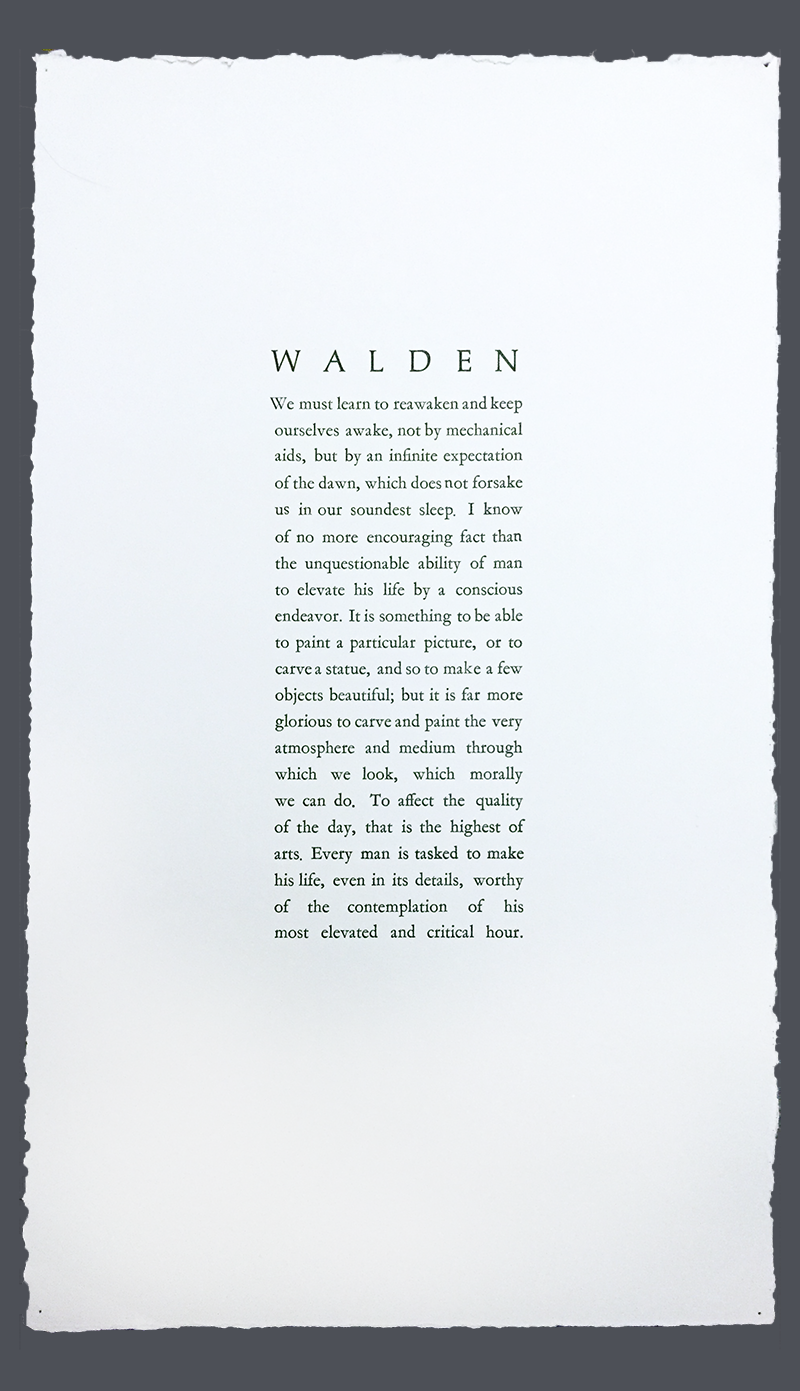 WALDEN
We must learn to reawaken and keep
ourselves awake, not by mechanical
aids, but by an infinite expectation
of the dawn, which does not forsake
us in our soundest sleep. I know
of no more encouraging fact than
the unquestionable ability of man
to elevate his life by a conscious
endeavor. It is something to be able
to paint a particular picture, or to
carve a statue, and so to make a few
objects beautiful; but it is far more
glorious to carve and paint the very
atmosphere and medium through
which we look, which morally
we can do. To affect the quality
of the day, that is the highest of
arts. Every man is tasked to make
his life, even in its details, worthy
of the contemplation of his
most elevated and critical hour.